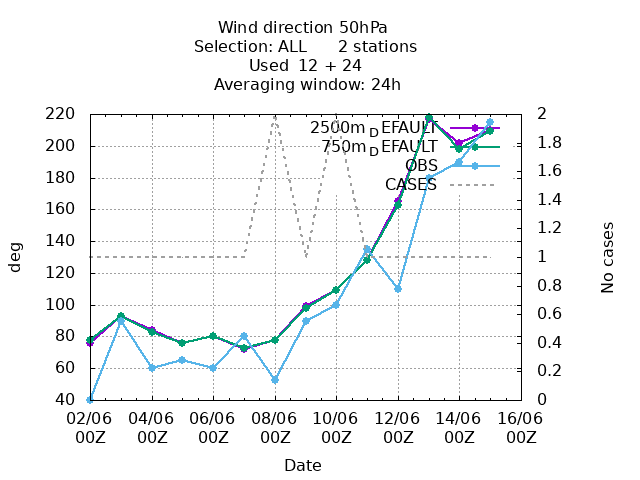 Wind direction 50hPa
Selection: ALL 2 stations
Used 12 + 24
Averaging window: 24h
220
200
180
160
140
120
100
80
60
40
2
1.8
1.6
1.4
1.2
1
0.8
0.6
0.4
0.2
0
deg
No cases
2500m_DEFAULT
750m_DEFAULT
OBS
CASES
02/06 04/06 06/06 08/06 10/06 12/06 14/06 16/06
00Z 00Z 00Z 00Z 00Z 00Z 00Z 00Z
Date